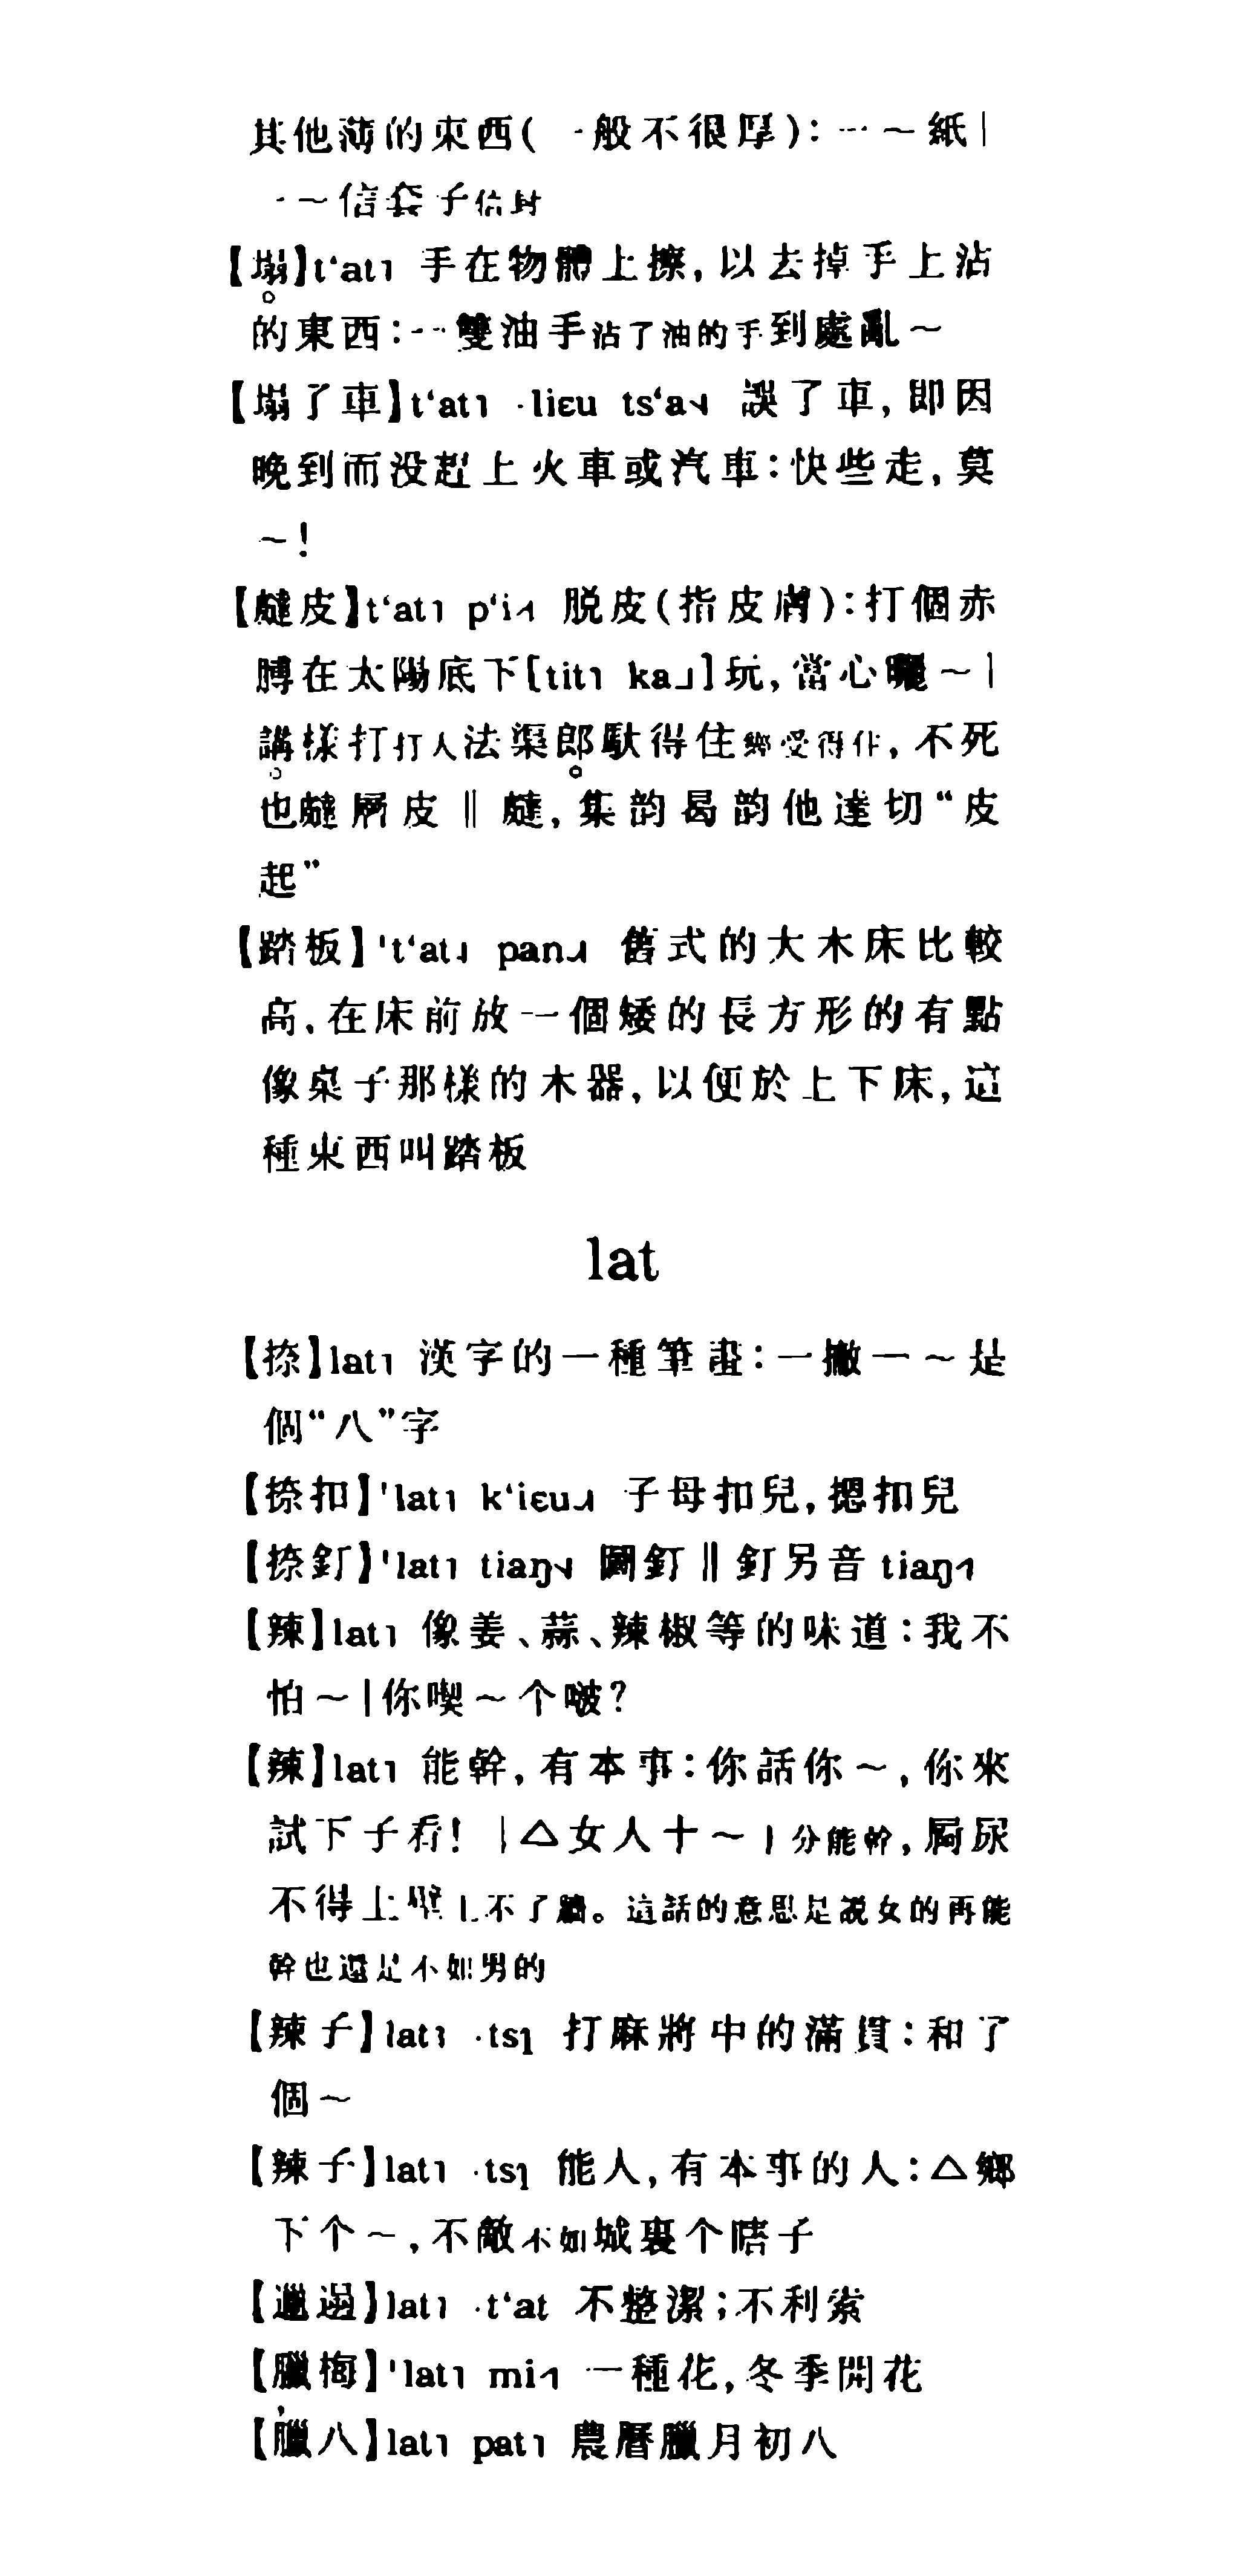 其他薄的東西(一般不很厚)：一～紙｜
一～信套子信封
【塌】t‘at˥ 手在物體上擦，以去掉手上沾
的東西：一雙油手沾了油的手到處亂～
【塌了車】t‘at˥ ·liɛu ts‘a˧˩ 誤了車，即因
晚到而没趕上火車或汽車：快些走，莫
～！
【䶀皮】t‘at˥ p‘i˧˥ 脱皮(指皮膚)：打個赤
膊在太陽底下[tit˥ ka˩]玩，當心曬～｜
講樣打打人法渠郎馱得住哪受得住，不死
也䶀層皮‖䶀，集韵曷韵他達切“皮
起”
【踏板】't‘at˩ pan˨˩ 舊式的大木床比較
高，在床前放一個矮的長方形的有點
像桌子那樣的木器，以便於上下床，這
種東西叫踏板
lat
【捺】lat˥ 漢字的一種筆畫：一撇一～是
個“八”字
【捺扣】'lat˥ k‘iɛu˨˩ 子母扣兒，摁扣兒
【捺釘】'lat˥ tiaŋ˧˩ 圖釘‖釘另音 tiaŋ˧˥
【辣】lat˥ 像姜、蒜、辣椒等的味道：我不
怕～｜你喫～个啵？
【辣】lat˥ 能幹，有本事：你話你～，你來
試下子看！｜△女人十～十分能幹，屙尿
不得上壁上不了牆。這話的意思是説女的再能
幹也還是不如男的
【辣子】lat˥ ·tsɿ 打麻將中的滿貫：和了
個～
【辣子】lat˥ ·tsɿ 能人，有本事的人：△鄉
下个～，不敵不如城裏个瞎子
【邋遢】lat˥ ·t‘at 不整潔；不利索
【臘梅】'lat˥ mi˧˥ 一種花，冬季開花
【臘八】lat˥ pat˥ 農曆臘月初八